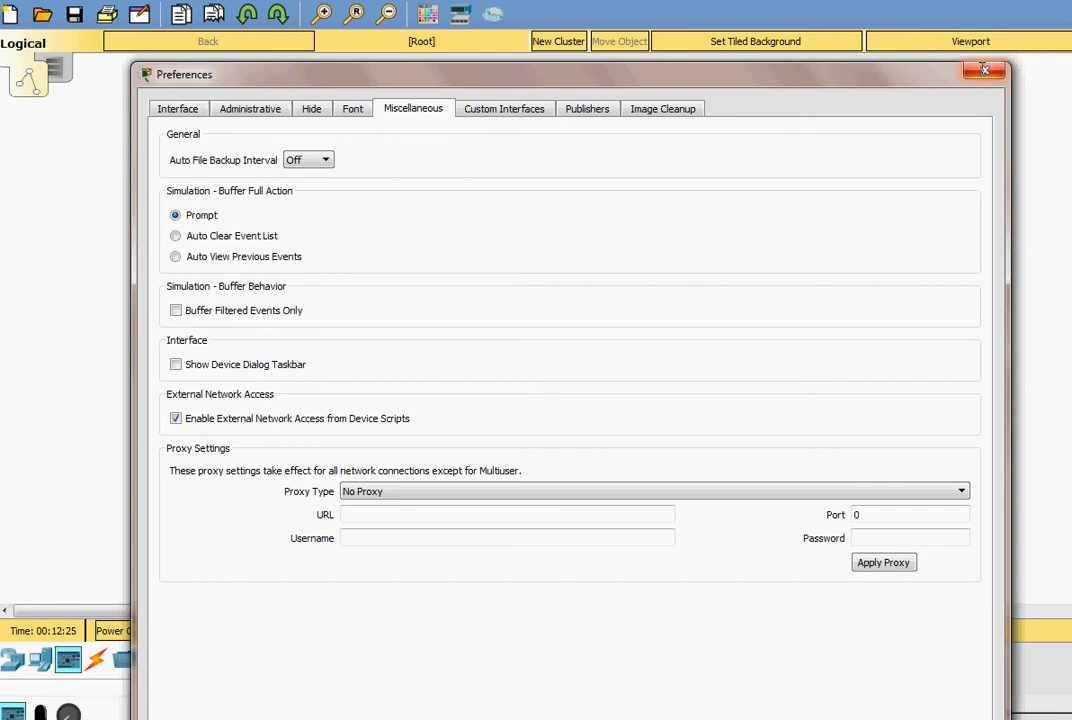 Logical
Back
[Root]
New Cluster
Move Object
Set Tiled Background
Viewport
Preferences
Interface
Administrative
Hide
Font
Miscellaneous
Custom Interfaces
Publishers
Image Cleanup
General
Auto File Backup Interval Off
Simulation - Buffer Full Action
Prompt
Auto Clear Event List
Auto View Previous Events
Simulation - Buffer Behavior
Buffer Filtered Events Only
Interface
Show Device Dialog Taskbar
External Network Access
Enable External Network Access from Device Scripts
Proxy Settings
These proxy settings take effect for all network connections except for Multiuser.
Proxy Type No Proxy
URL
Port 0
Username
Password
Apply Proxy
Time: 00:12:25
Power